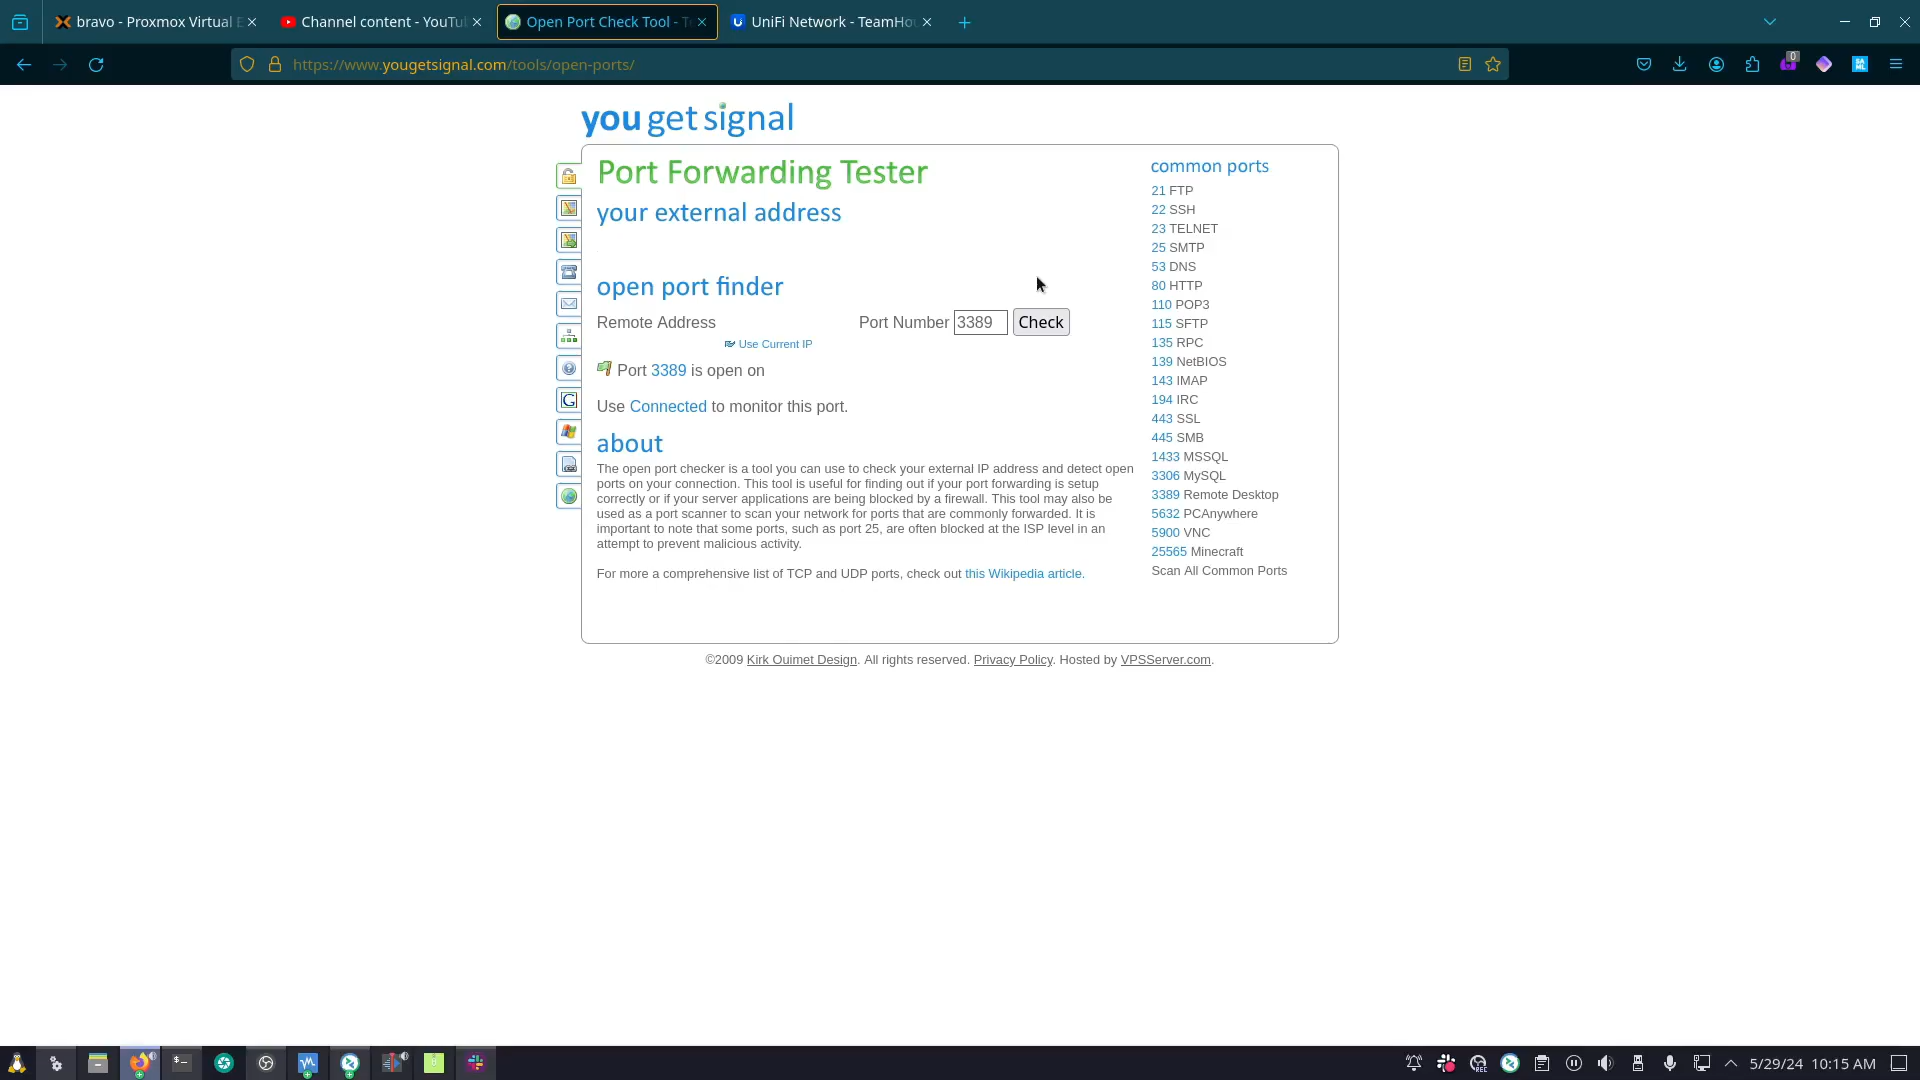 bravo - Proxmox Virtual E
Channel content - YouTu
Open Port Check Tool - T
UniFi Network - TeamHo
https://www.yougetsignal.com/tools/open-ports/
0
you get signal
Port Forwarding Tester
your external address
open port finder
Remote Address
Port Number 3389 Check
Use Current IP
Port 3389 is open on
Use Connected to monitor this port.
about
The open port checker is a tool you can use to check your external IP address and detect open
ports on your connection. This tool is useful for finding out if your port forwarding is setup
correctly or if your server applications are being blocked by a firewall. This tool may also be
used as a port scanner to scan your network for ports that are commonly forwarded. It is
important to note that some ports, such as port 25, are often blocked at the ISP level in an
attempt to prevent malicious activity.
For more a comprehensive list of TCP and UDP ports, check out this Wikipedia article.
common ports
21 FTP
22 SSH
23 TELNET
25 SMTP
53 DNS
80 HTTP
110 POP3
115 SFTP
135 RPC
139 NetBIOS
143 IMAP
194 IRC
443 SSL
445 SMB
1433 MSSQL
3306 MySQL
3389 Remote Desktop
5632 PCAnywhere
5900 VNC
25565 Minecraft
Scan All Common Ports
©2009 Kirk Ouimet Design. All rights reserved. Privacy Policy. Hosted by VPSServer.com.
5/29/24 10:15 AM